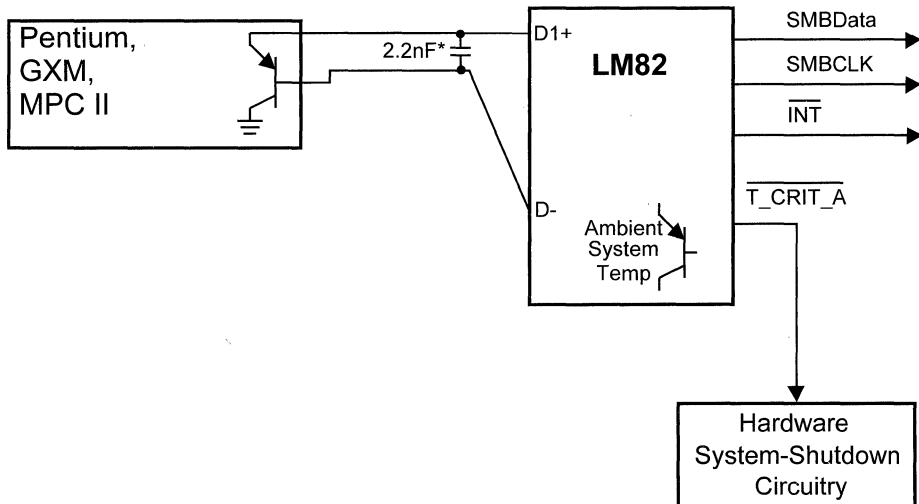 Pentium,
GXM,
MPC II
2.2nF*
D1+
LM82
D-
Ambient
System
Temp
SMBData
SMBCLK
INT
T_CRIT_A
Hardware
System-Shutdown
Circuitry